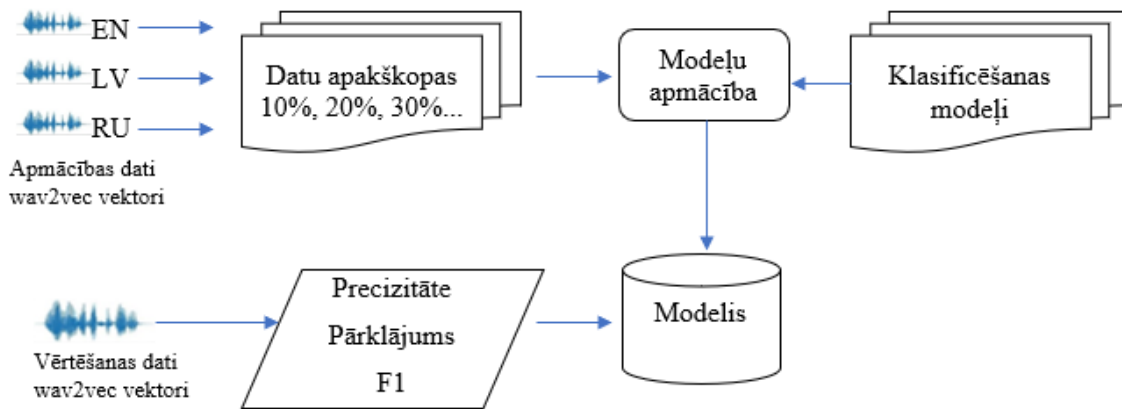 EN
LV
RU
Apmācības dati
wav2vec vektori
Datu apakškopas
10%, 20%, 30%...
Modeļu
apmācība
Klasificēšanas
modeļi
Vērtēšanas dati
wav2vec vektori
Precizitāte
Pārklājums
F1
Modelis